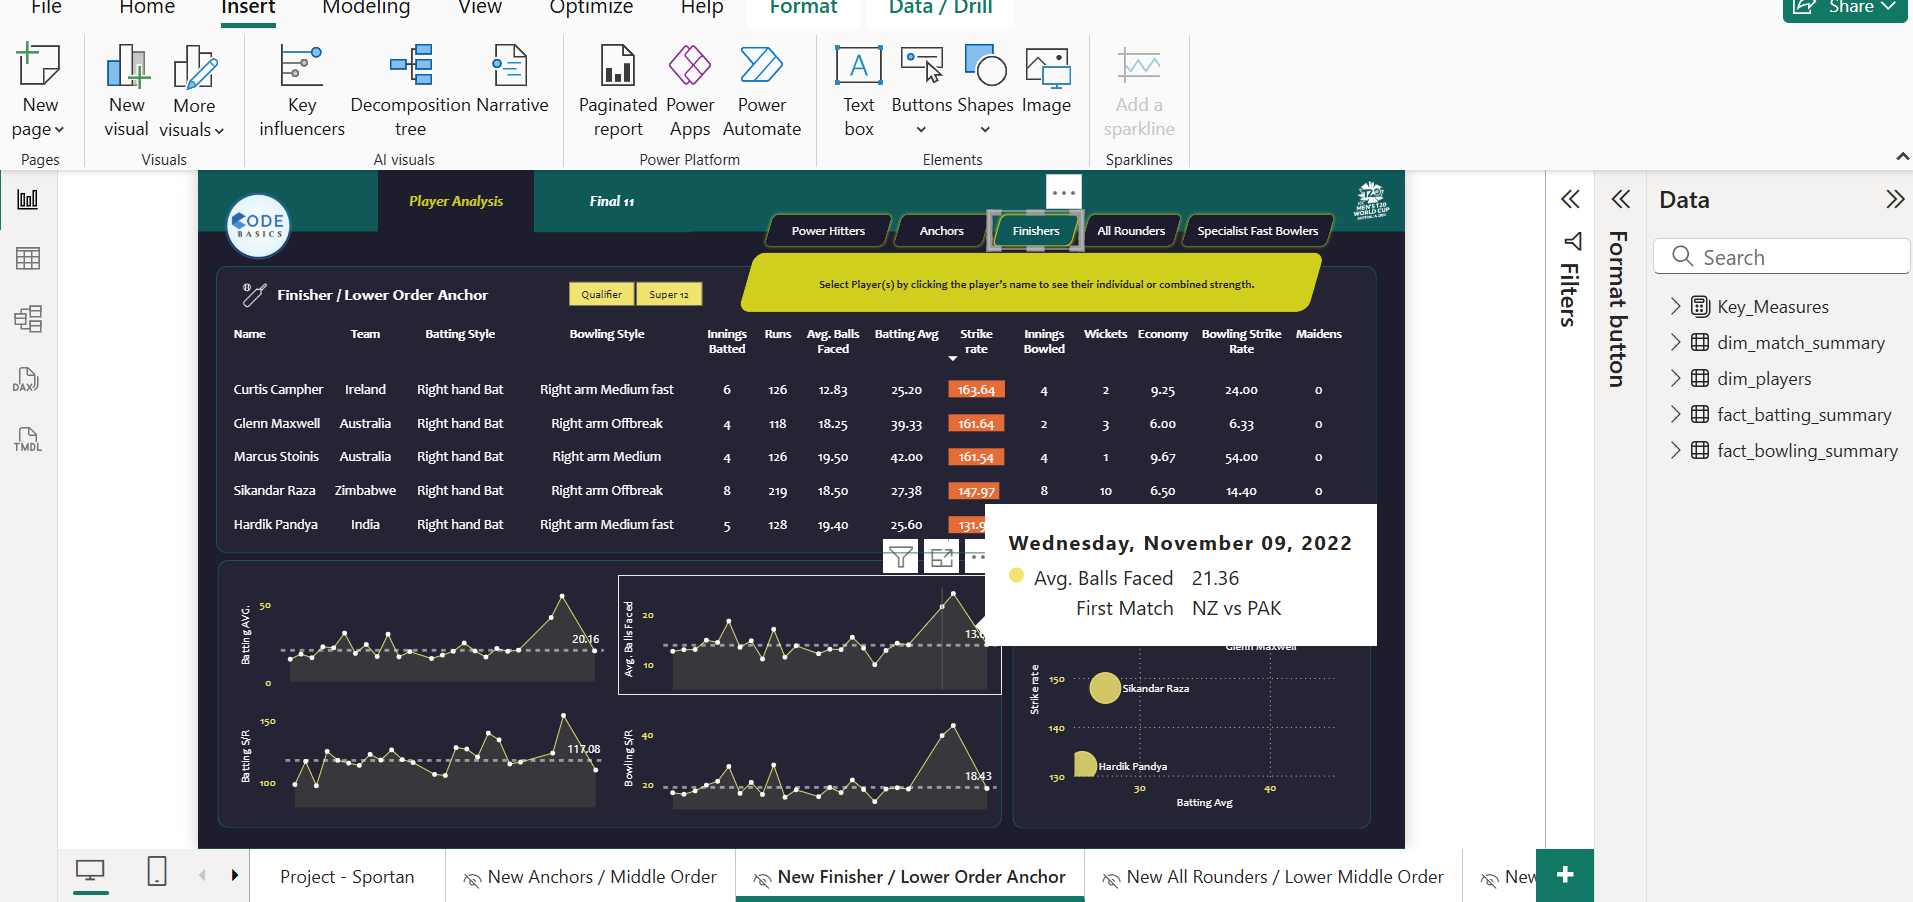 File Home Insert Modeling View Optimize Help Format Data / Drill Share
New page
New visual
More visuals
Key influencers
Decomposition tree
Narrative
Paginated report
Power Apps
Power Automate
Text box
Buttons
Shapes
Image
Add a sparkline
Pages Visuals AI visuals Power Platform Elements Sparklines
DAX
TMDL
CODE
BASICS
Player Analysis Final 11
MEN'S T20
WORLD CUP
Power Hitters Anchors Finishers All Rounders Specialist Fast Bowlers
Select Player(s) by clicking the player's name to see their individual or combined strength.
Finisher / Lower Order Anchor Qualifier Super 12
Name Team Batting Style Bowling Style Innings Batted Runs Avg. Balls Faced Batting Avg Strike rate Innings Bowled Wickets Economy Bowling Strike Rate Maidens
Curtis Campher Ireland Right hand Bat Right arm Medium fast 6 126 12.83 25.20 163.64 4 2 9.25 24.00 0
Glenn Maxwell Australia Right hand Bat Right arm Offbreak 4 118 18.25 39.33 161.64 2 3 6.00 6.33 0
Marcus Stoinis Australia Right hand Bat Right arm Medium 4 126 19.50 42.00 161.54 4 1 9.67 54.00 0
Sikandar Raza Zimbabwe Right hand Bat Right arm Offbreak 8 219 18.50 27.38 147.97 8 10 6.50 14.40 0
Hardik Pandya India Right hand Bat Right arm Medium fast 5 128 19.40 25.60 131.9
Wednesday, November 09, 2022
Avg. Balls Faced 21.36
First Match NZ vs PAK
Batting AVG.
50
0
20.16
Avg. Balls Faced
20
10
13.
Batting S/R
150
100
117.08
Bowling S/R
40
20
18.43
Strike rate
150
140
130
Glenn Maxwell
Sikandar Raza
Hardik Pandya
30 40
Batting Avg
Filters
Format button
Data
Search
Key_Measures
dim_match_summary
dim_players
fact_batting_summary
fact_bowling_summary
Project - Sportan New Anchors / Middle Order New Finisher / Lower Order Anchor New All Rounders / Lower Middle Order New